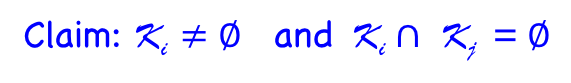 Claim: 𝒦ᵢ ≠ ∅ and 𝒦ᵢ ∩ 𝒦ⱼ = ∅